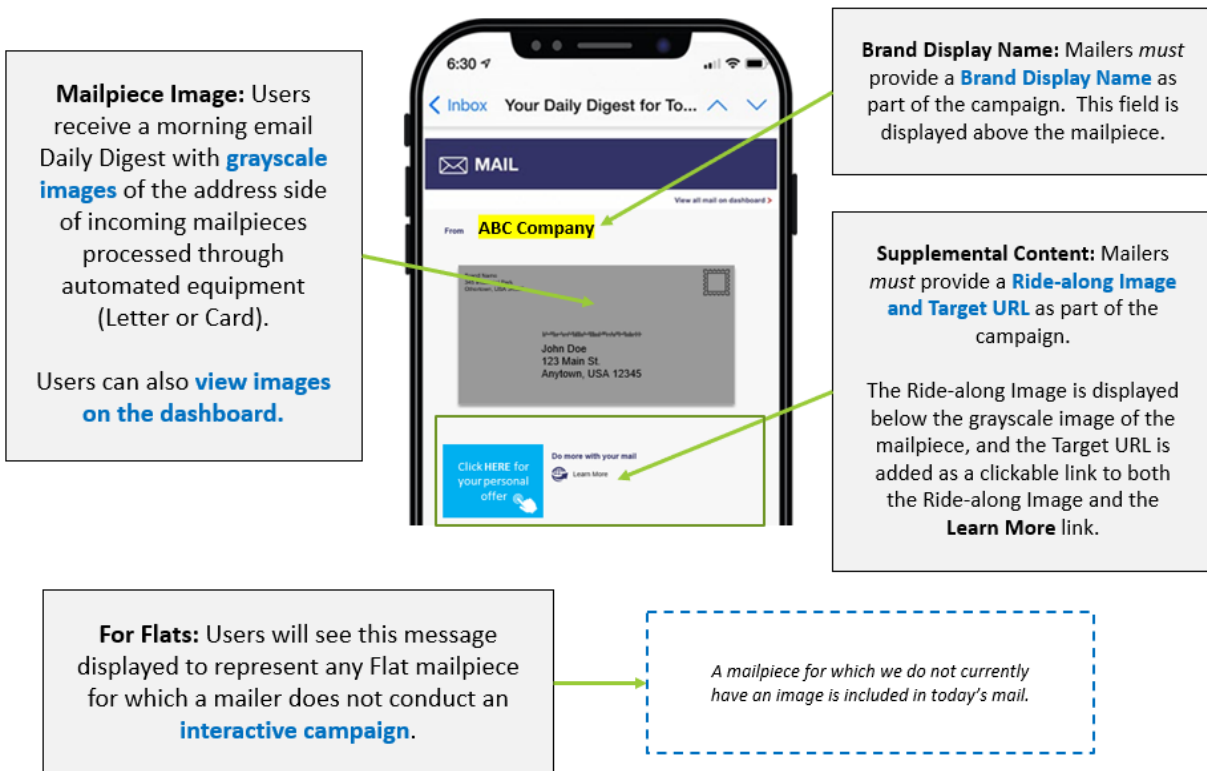 Mailpiece Image: Users
receive a morning email
Daily Digest with grayscale
images of the address side
of incoming mailpieces
processed through
automated equipment
(Letter or Card).
Users can also view images
on the dashboard.
6:30
Inbox
Your Daily Digest for To...
MAIL
View all mail on dashboard >
From
ABC Company
John Doe
123 Main St.
Anytown, USA 12345
Click HERE for
your personal
offer
Do more with your mail
Learn More
Brand Display Name: Mailers must
provide a Brand Display Name as
part of the campaign. This field is
displayed above the mailpiece.
Supplemental Content: Mailers
must provide a Ride-along Image
and Target URL as part of the
campaign.
The Ride-along Image is displayed
below the grayscale image of the
mailpiece, and the Target URL is
added as a clickable link to both
the Ride-along Image and the
Learn More link.
For Flats: Users will see this message
displayed to represent any Flat mailpiece
for which a mailer does not conduct an
interactive campaign.
A mailpiece for which we do not currently
have an image is included in today's mail.